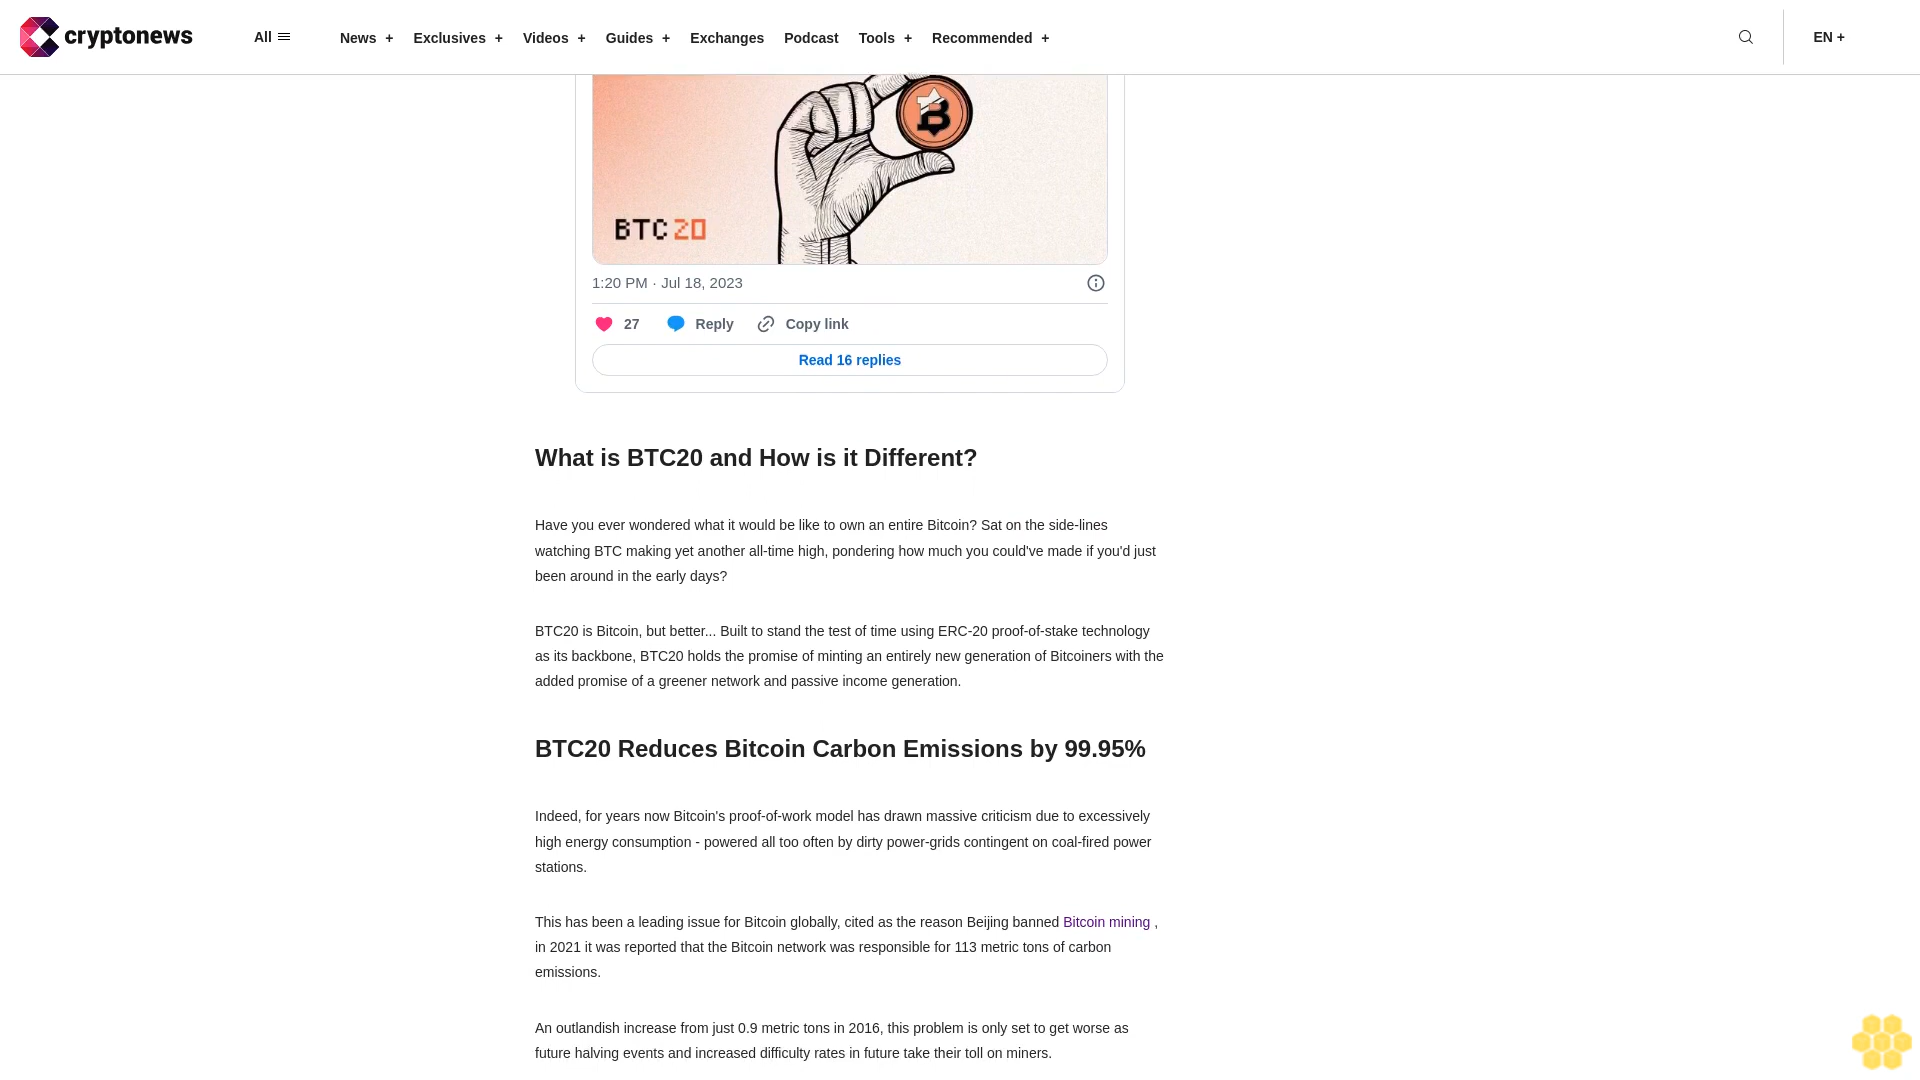 cryptonews
All
News +
Exclusives +
Videos +
Guides +
Exchanges
Podcast
Tools +
Recommended +
EN +
BTC20
1:20 PM · Jul 18, 2023
27
Reply
Copy link
Read 16 replies
What is BTC20 and How is it Different?
Have you ever wondered what it would be like to own an entire Bitcoin? Sat on the side-lines
watching BTC making yet another all-time high, pondering how much you could've made if you'd just
been around in the early days?
BTC20 is Bitcoin, but better... Built to stand the test of time using ERC-20 proof-of-stake technology
as its backbone, BTC20 holds the promise of minting an entirely new generation of Bitcoiners with the
added promise of a greener network and passive income generation.
BTC20 Reduces Bitcoin Carbon Emissions by 99.95%
Indeed, for years now Bitcoin's proof-of-work model has drawn massive criticism due to excessively
high energy consumption - powered all too often by dirty power-grids contingent on coal-fired power
stations.
This has been a leading issue for Bitcoin globally, cited as the reason Beijing banned Bitcoin mining ,
in 2021 it was reported that the Bitcoin network was responsible for 113 metric tons of carbon
emissions.
An outlandish increase from just 0.9 metric tons in 2016, this problem is only set to get worse as
future halving events and increased difficulty rates in future take their toll on miners.